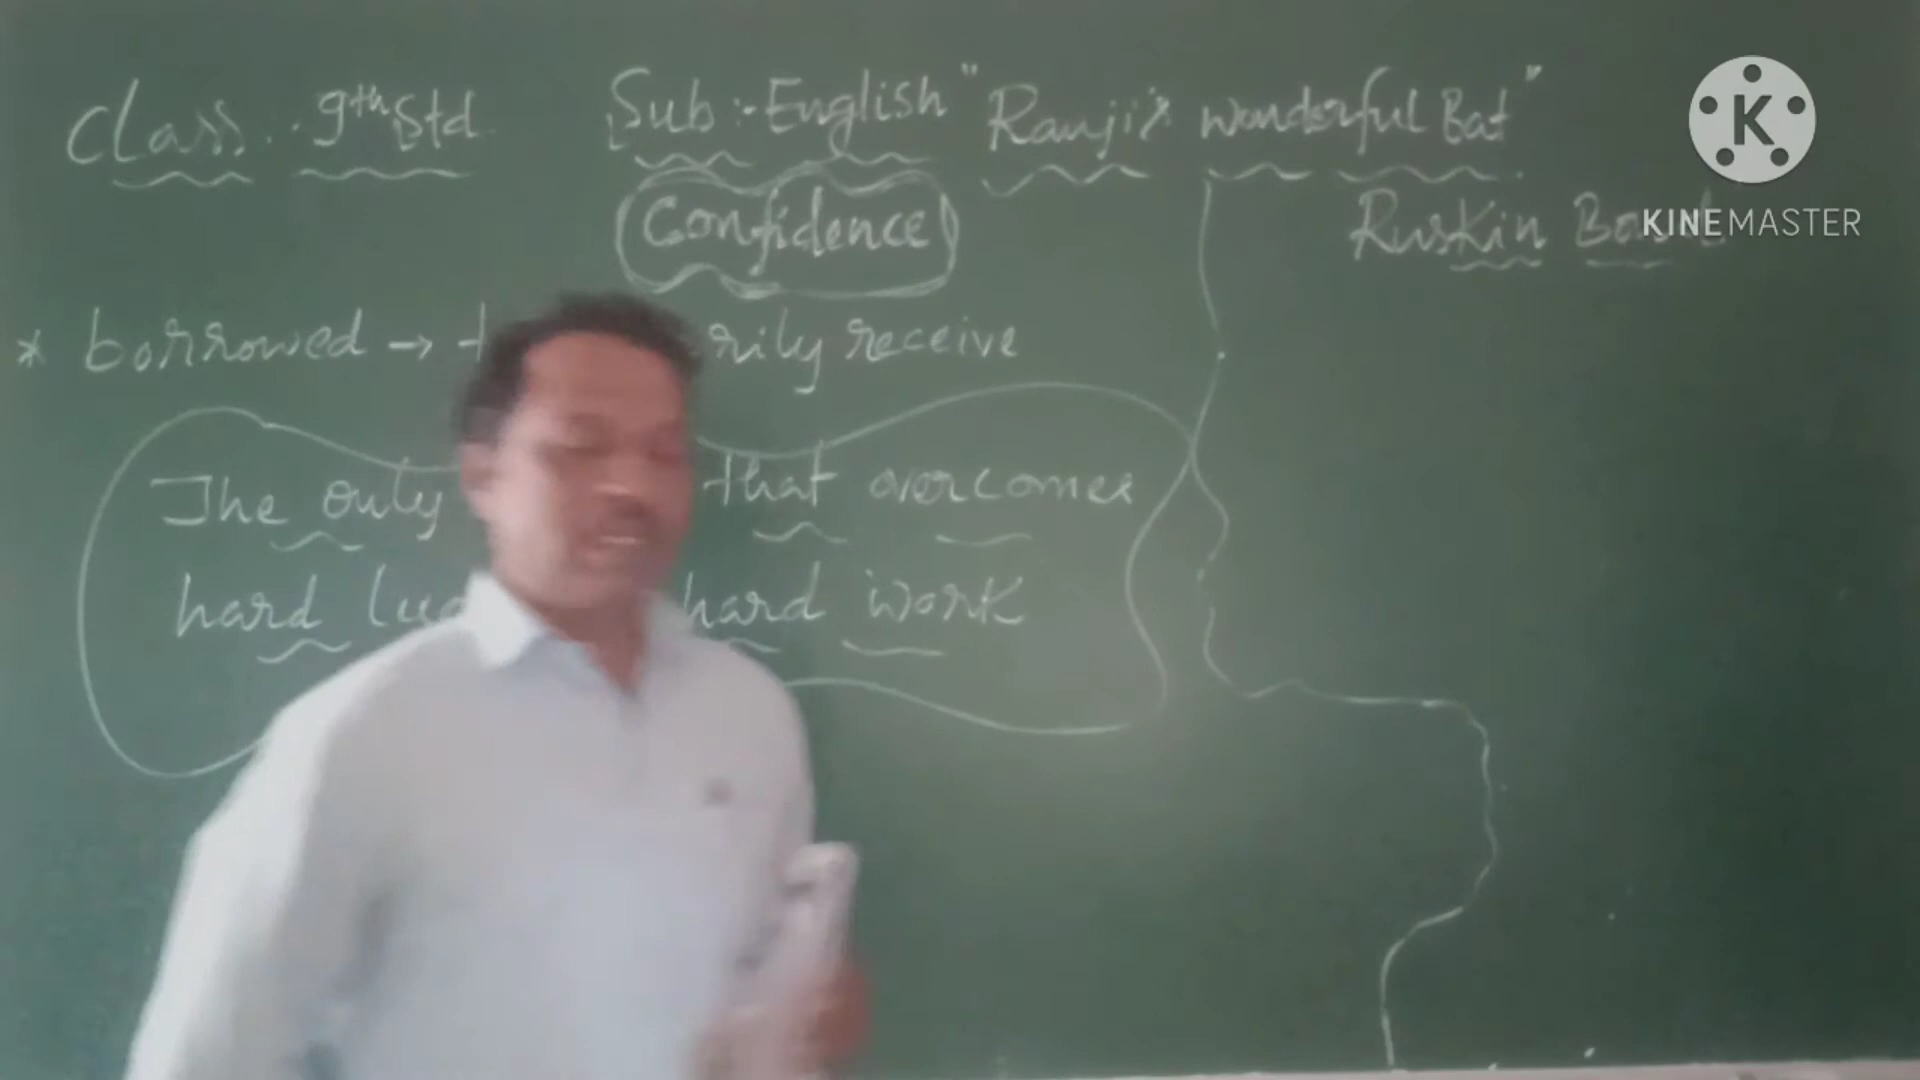 Class :- 9th Std Sub :- English "Ranji's wonderful Bat"
Ruskin
Confidence
* borrowed → receive
The only that overcomes
hard hard work
KINEMASTER